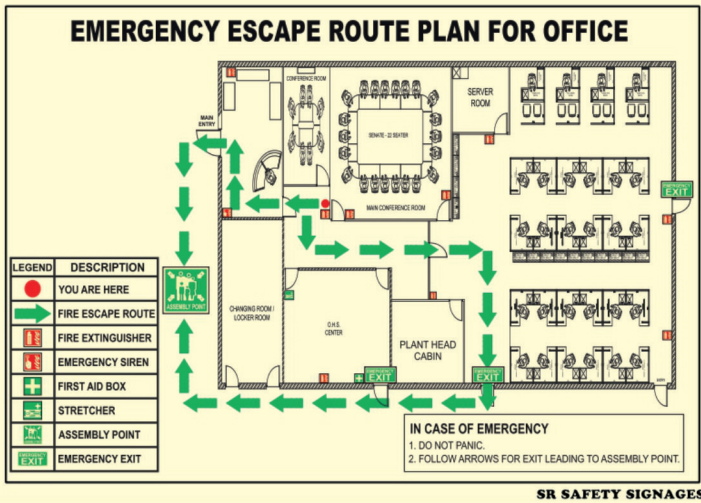 EMERGENCY ESCAPE ROUTE PLAN FOR OFFICE
CONFERENCE ROOM
SERVER
ROOM
MAIN
ENTRY
SENATE - 22 SEATER
EMERGENCY
EXIT
MAIN CONFERENCE ROOM
LEGEND
DESCRIPTION
YOU ARE HERE
FIRE ESCAPE ROUTE
FIRE EXTINGUISHER
EMERGENCY SIREN
FIRST AID BOX
STRETCHER
ASSEMBLY POINT
EMERGENCY
EXIT
EMERGENCY EXIT
ASSEMBLY POINT
CHANGING ROOM /
LOCKER ROOM
O.H.S.
CENTER
PLANT HEAD
CABIN
EMERGENCY
EXIT
EMERGENCY
EXIT
IN CASE OF EMERGENCY
1. DO NOT PANIC.
2. FOLLOW ARROWS FOR EXIT LEADING TO ASSEMBLY POINT.
SR SAFETY SIGNAGES